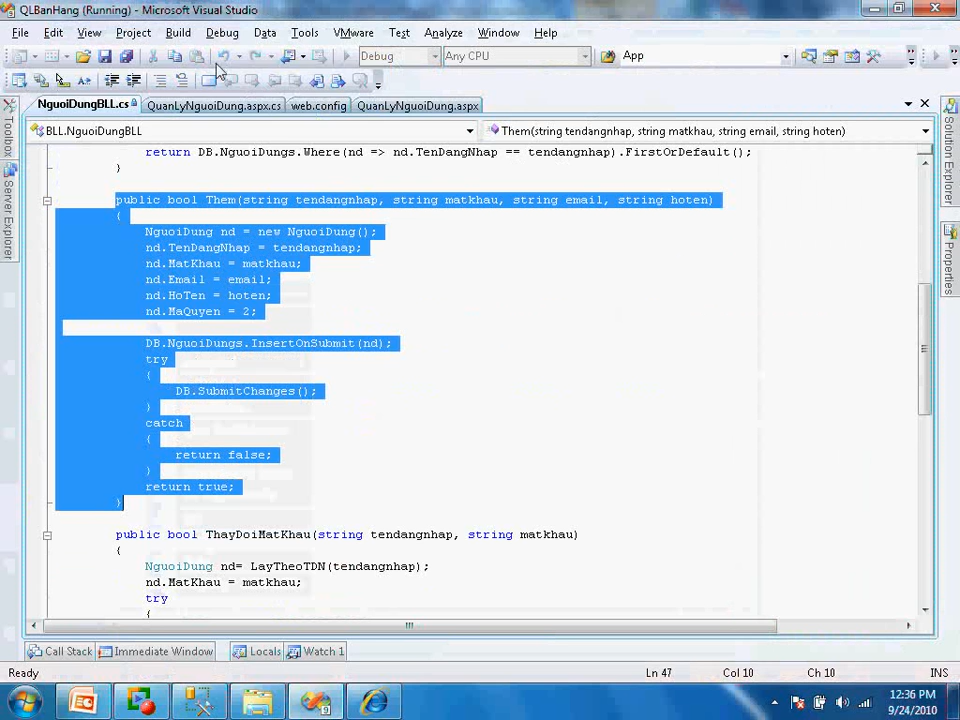 QLBanHang (Running) - Microsoft Visual Studio
File Edit View Project Build Debug Data Tools VMware Test Analyze Window Help
Debug Any CPU App
NguoiDungBLL.cs QuanLyNguoiDung.aspx.cs web.config QuanLyNguoiDung.aspx
BLL.NguoiDungBLL Them(string tendangnhap, string matkhau, string email, string hoten)
return DB.NguoiDungs.Where(nd => nd.TenDangNhap == tendangnhap).FirstOrDefault();
}
public bool Them(string tendangnhap, string matkhau, string email, string hoten)
{
NguoiDung nd = new NguoiDung();
nd.TenDangNhap = tendangnhap;
nd.MatKhau = matkhau;
nd.Email = email;
nd.HoTen = hoten;
nd.MaQuyen = 2;
DB.NguoiDungs.InsertOnSubmit(nd);
try
{
DB.SubmitChanges();
}
catch
{
return false;
}
return true;
}
public bool ThayDoiMatKhau(string tendangnhap, string matkhau)
{
NguoiDung nd= LayTheoTDN(tendangnhap);
nd.MatKhau = matkhau;
try
{
Toolbox
Server Explorer
Solution Explorer
Properties
Call Stack Immediate Window Locals Watch 1
Ready Ln 47 Col 10 Ch 10 INS
12:36 PM
9/24/2010